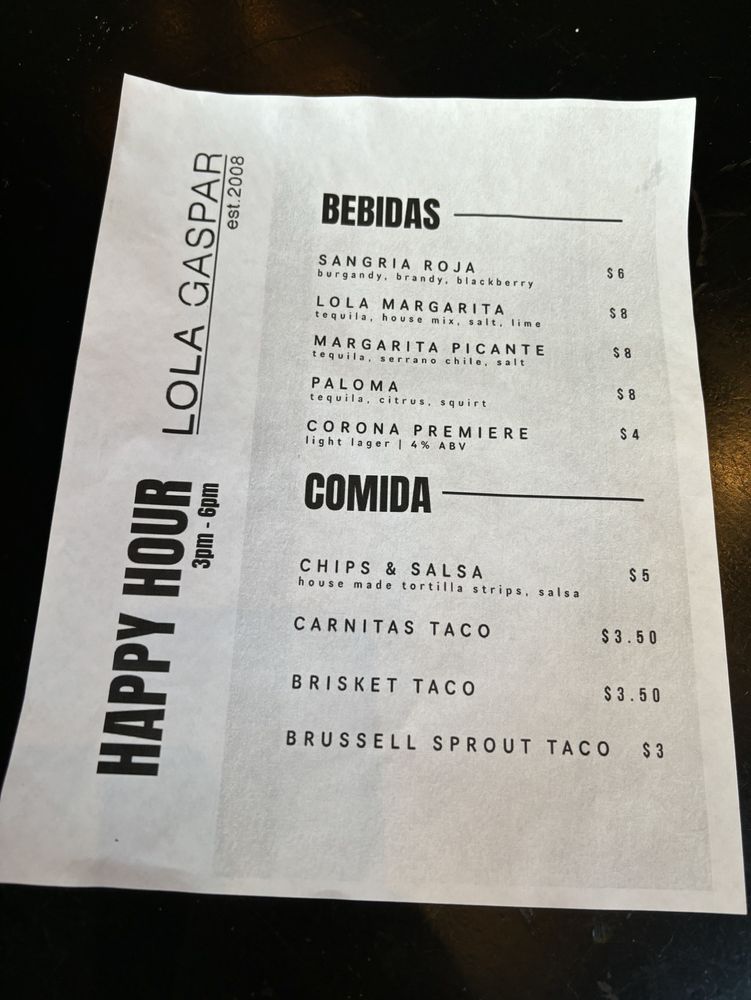 LOLA GASPAR
est.2008
HAPPY HOUR
3pm - 6pm
BEBIDAS
SANGRIA ROJA $6
burgandy, brandy, blackberry
LOLA MARGARITA $8
tequila, house mix, salt, lime
MARGARITA PICANTE $8
tequila, serrano chile, salt
PALOMA $8
tequila, citrus, squirt
CORONA PREMIERE $4
light lager | 4% ABV
COMIDA
CHIPS & SALSA $5
house made tortilla strips, salsa
CARNITAS TACO $3.50
BRISKET TACO $3.50
BRUSSELL SPROUT TACO $3